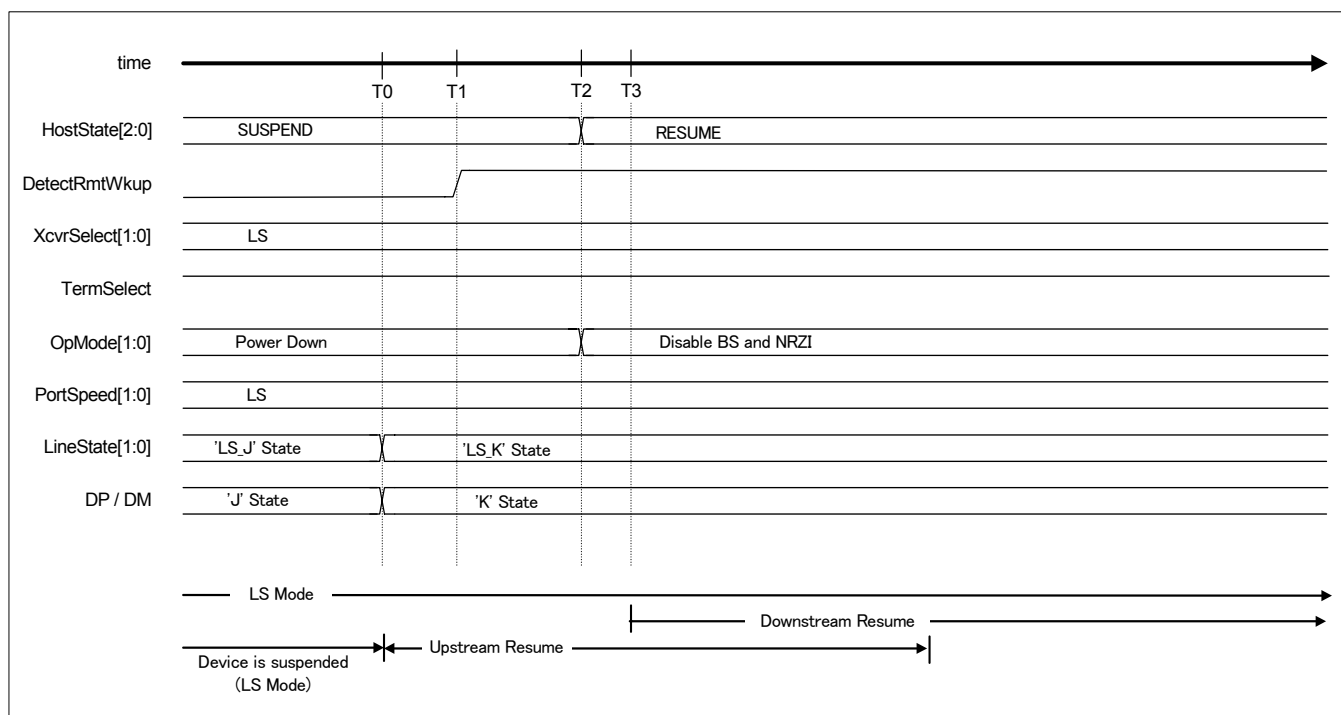 time
T0 T1 T2 T3
HostState[2:0] SUSPEND RESUME
DetectRmtWkup
XcvrSelect[1:0] LS
TermSelect
OpMode[1:0] Power Down Disable BS and NRZI
PortSpeed[1:0] LS
LineState[1:0] 'LS_J' State 'LS_K' State
DP / DM 'J' State 'K' State
LS Mode
Downstream Resume
Upstream Resume
Device is suspended
(LS Mode)